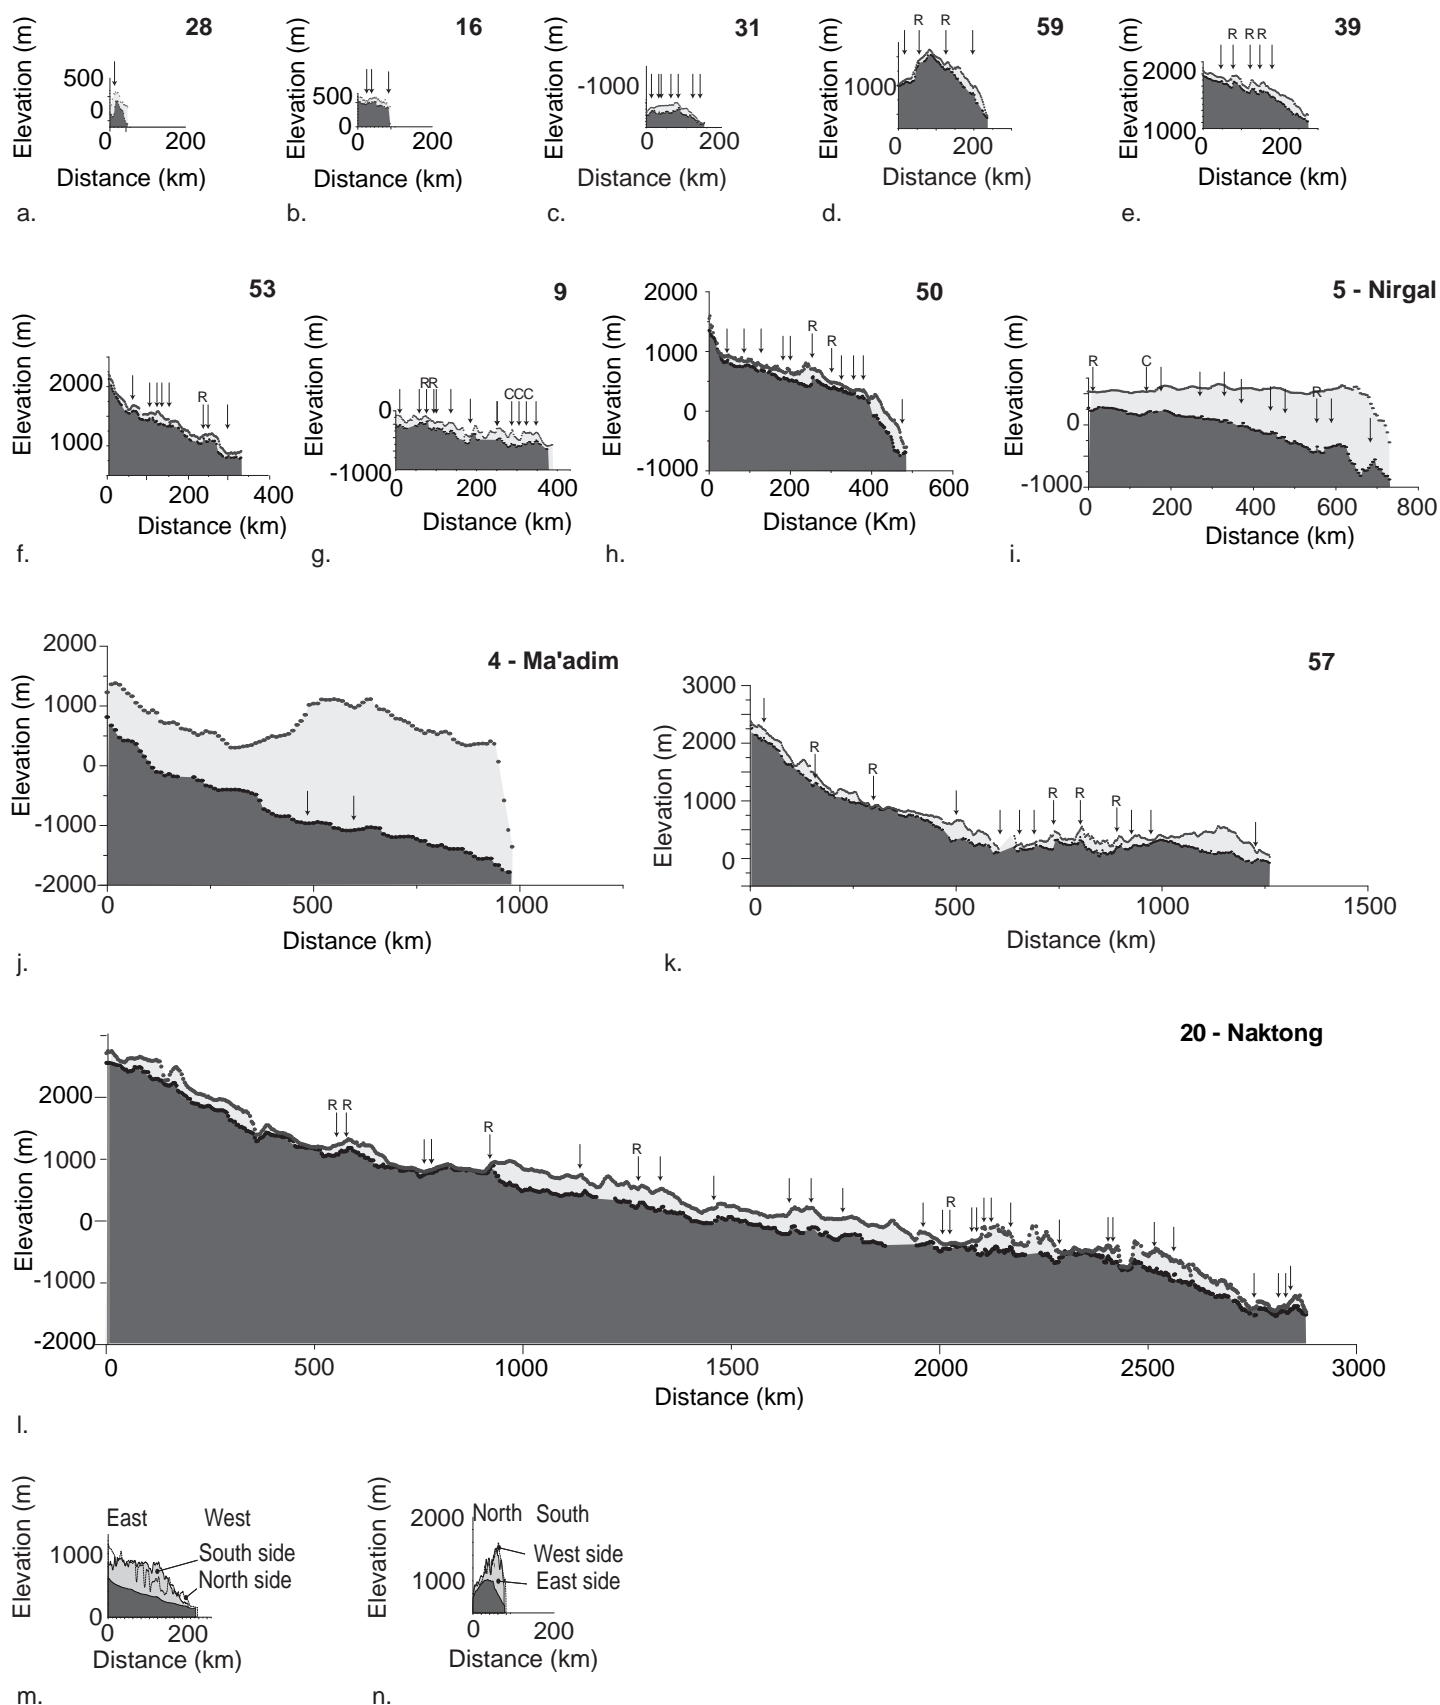 28
Elevation (m)
500
0
0 200
Distance (km)
a.
16
Elevation (m)
500
0
0 200
Distance (km)
b.
31
Elevation (m)
-1000
0 200
Distance (km)
c.
59
R R
Elevation (m)
1000
0 200
Distance (km)
d.
39
R R R
Elevation (m)
2000
1000
0 200
Distance (km)
e.
53
Elevation (m)
R
2000
1000
0 200 400
Distance (km)
f.
9
Elevation (m)
RR
CCC
0
-1000
0 200 400
Distance (km)
g.
50
Elevation (m)
2000
R
R
1000
0
-1000
0 200 400 600
Distance (Km)
h.
5 - Nirgal
Elevation (m)
R C
R
0
-1000
0 200 400 600 800
Distance (km)
i.
4 - Ma'adim
Elevation (m)
2000
1000
0
-1000
-2000
0 500 1000
Distance (km)
j.
57
Elevation (m)
3000
2000
1000
0
R
R
R R
R
0 500 1000 1500
Distance (km)
k.
20 - Naktong
Elevation (m)
2000
1000
0
-1000
-2000
R R
R
R
R
0 500 1000 1500 2000 2500 3000
Distance (km)
l.
Elevation (m)
East West
1000
South side
North side
0
0 200
Distance (km)
m.
Elevation (m)
2000 North South
West side
1000 East side
0 200
Distance (km)
n.